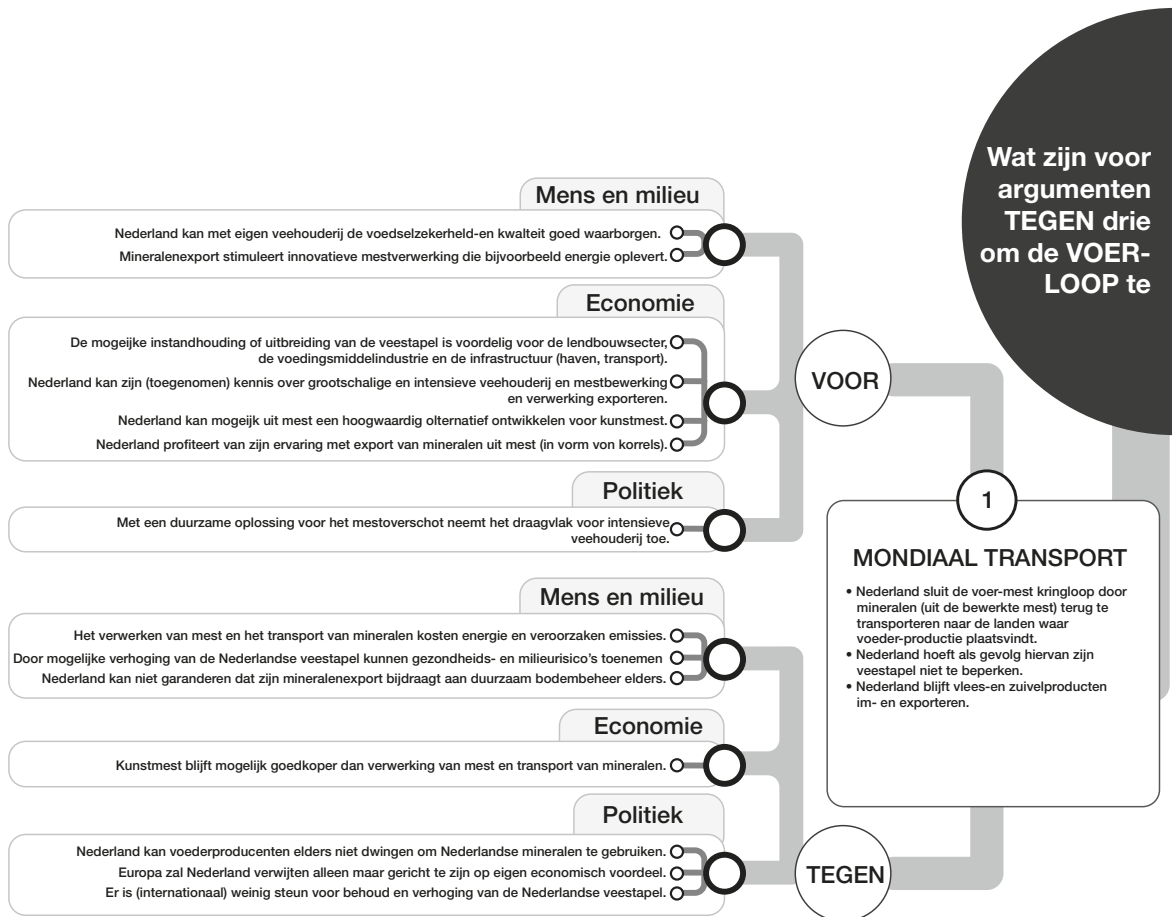 Wat zijn voor
argumenten
TEGEN drie
om de VOER-
LOOP te
Mens en milieu
Nederland kan met eigen veehouderij de voedselzekerheld-en kwaliteit goed waarborgen.
Mineralenexport stimuleert innovatieve mestverwerking die bijvoorbeeld energie oplevert.
Economie
De mogeijke instandhouding of uitbreiding van de veestapel is voordelig voor de lendbouwsecter,
de voedingsmiddelindustrie en de infrastructuur (haven, transport).
Nederland kan zijn (toegenomen) kennis over grootschalige en intensieve veehouderij en mestbewerking
en verwerking exporteren.
Nederland kan mogeijk uit mest een hoogwaardig olternatief ontwikkelen voor kunstmest.
Nederland profiteert van zijn ervaring met export van mineralen uit mest (in vorm von korrels).
Politiek
Met een duurzame oplossing voor het mestoverschot neemt het draagvlak voor intensieve
veehouderij toe.
VOOR
1
MONDIAAL TRANSPORT
• Nederland sluit de voer-mest kringloop door
mineralen (uit de bewerkte mest) terug te
transporteren naar de landen waar
voeder-productie plaatsvindt.
• Nederland hoeft als gevolg hiervan zijn
veestapel niet te beperken.
• Nederland blijft vlees-en zuivelproducten
im- en exporteren.
Mens en milieu
Het verwerken van mest en het transport van mineralen kosten energie en veroorzaken emissies.
Door mogelijke verhoging van de Nederlandse veestapel kunnen gezondheids- en milieurisico's toenemen
Nederland kan niet garanderen dat zijn mineralenexport bijdraagt aan duurzaam bodembeheer elders.
Economie
Kunstmest blijft mogelijk goedkoper dan verwerking van mest en transport van mineralen.
Politiek
Nederland kan voederproducenten elders niet dwingen om Nederlandse mineralen te gebruiken.
Europa zal Nederland verwijten alleen maar gericht te zijn op eigen economisch voordeel.
Er is (internationaal) weinig steun voor behoud en verhoging van de Nederlandse veestapel.
TEGEN